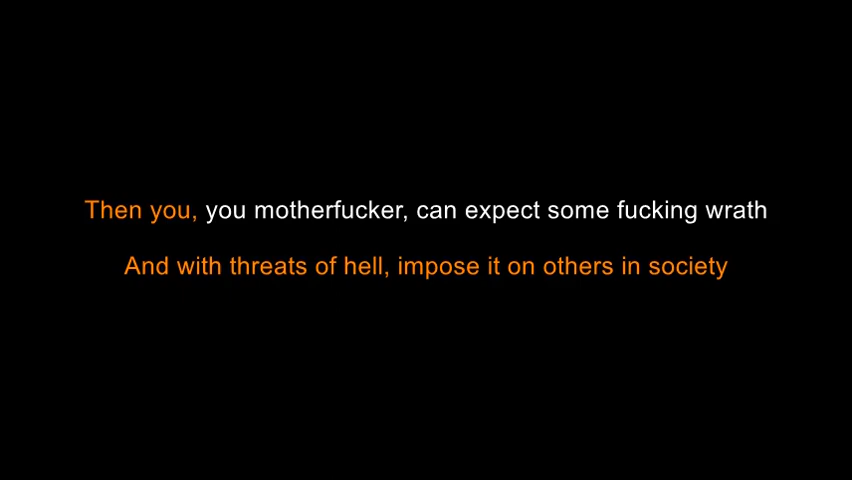 Then you, you motherfucker, can expect some fucking wrath
And with threats of hell, impose it on others in society